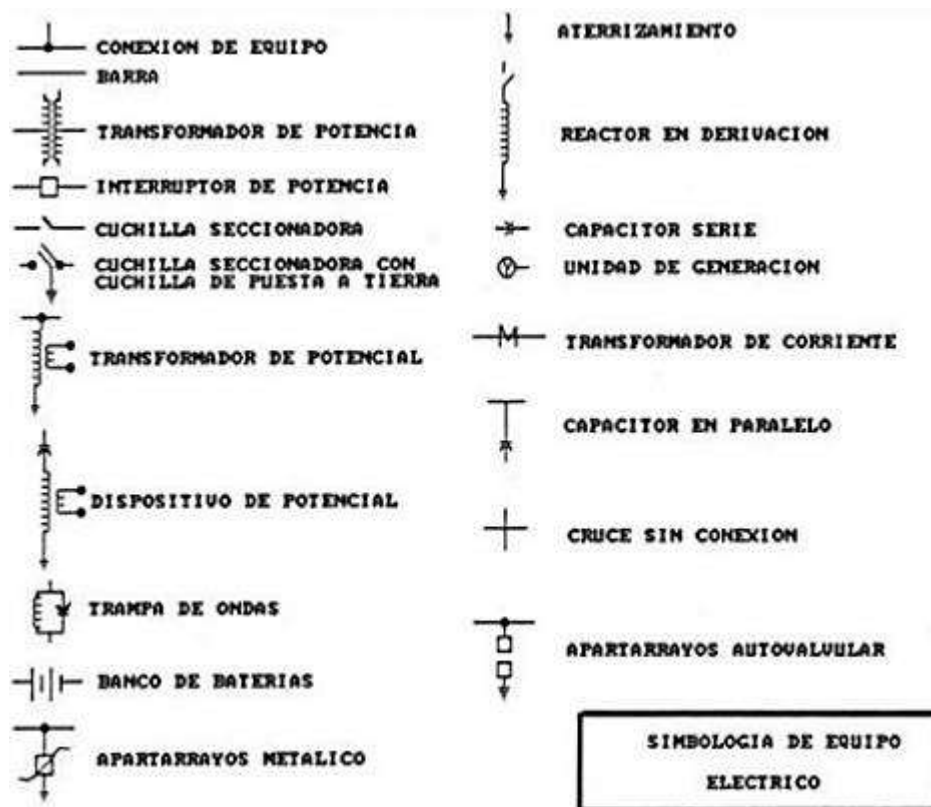 CONEXION DE EQUIPO
BARRA
TRANSFORMADOR DE POTENCIA
INTERRUPTOR DE POTENCIA
CUCHILLA SECCIONADORA
CUCHILLA SECCIONADORA CON
CUCHILLA DE PUESTA A TIERRA
TRANSFORMADOR DE POTENCIAL
DISPOSITIVO DE POTENCIAL
TRAMPA DE ONDAS
BANCO DE BATERIAS
APARTARRAYOS METALICO
ATERRIZAMIENTO
REACTOR EN DERIVACION
CAPACITOR SERIE
UNIDAD DE GENERACION
TRANSFORMADOR DE CORRIENTE
CAPACITOR EN PARALELO
CRUCE SIN CONEXION
APARTARRAYOS AUTOVALVULAR
SIMBOLOGIA DE EQUIPO
ELECTRICO